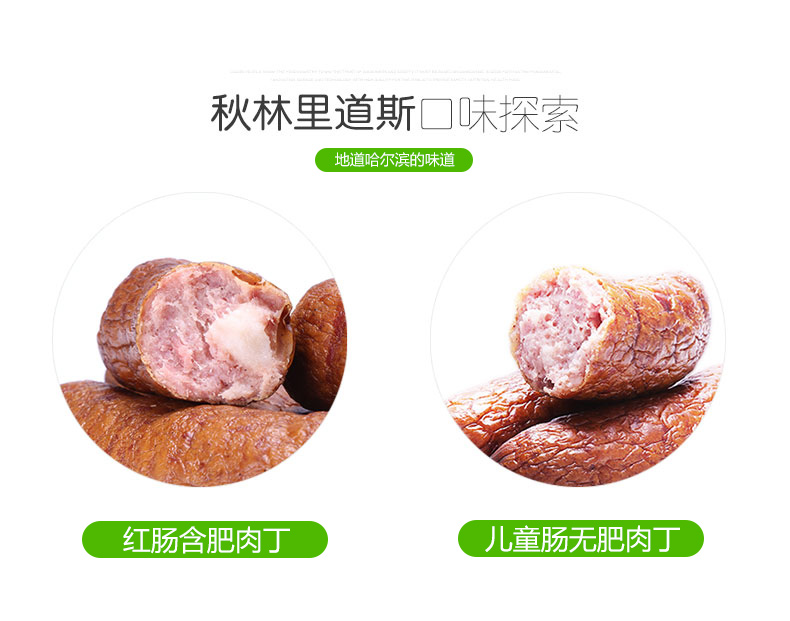 秋林里道斯口味探索
地道哈尔滨的味道
红肠含肥肉丁
儿童肠无肥肉丁